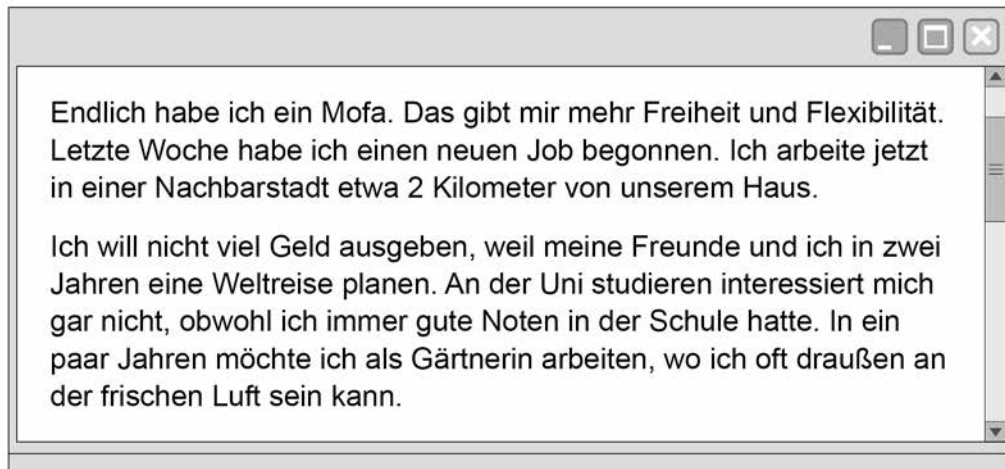 Endlich habe ich ein Mofa. Das gibt mir mehr Freiheit und Flexibilität.
Letzte Woche habe ich einen neuen Job begonnen. Ich arbeite jetzt
in einer Nachbarstadt etwa 2 Kilometer von unserem Haus.
Ich will nicht viel Geld ausgeben, weil meine Freunde und ich in zwei
Jahren eine Weltreise planen. An der Uni studieren interessiert mich
gar nicht, obwohl ich immer gute Noten in der Schule hatte. In ein
paar Jahren möchte ich als Gärtnerin arbeiten, wo ich oft draußen an
der frischen Luft sein kann.